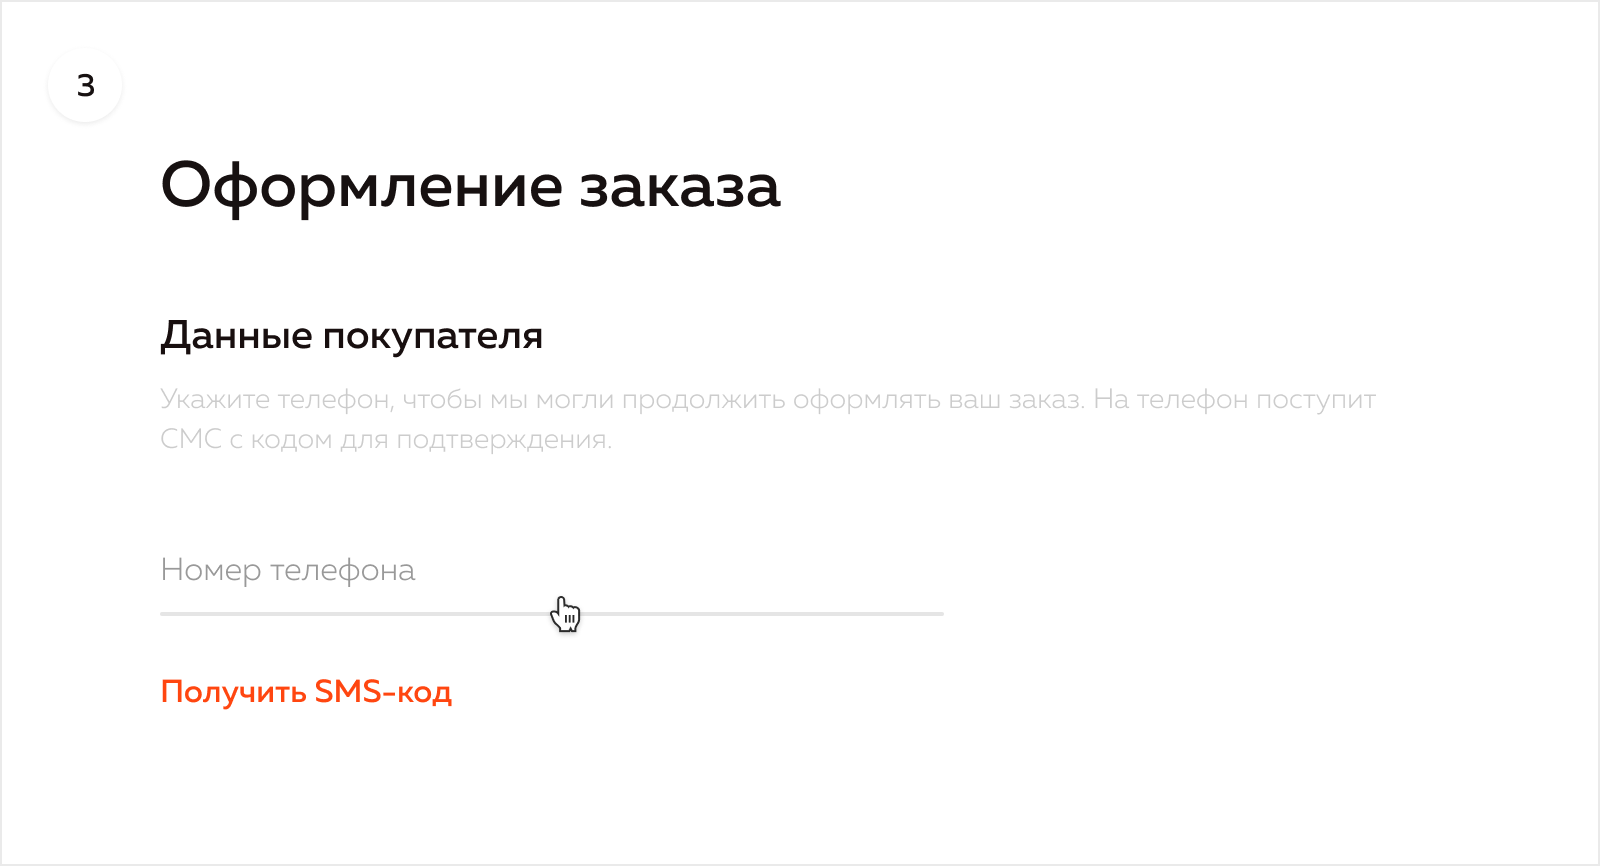 3
Оформление заказа
Данные покупателя
Укажите телефон, чтобы мы могли продолжить оформлять ваш заказ. На телефон поступит
СМС с кодом для подтверждения.
Номер телефона
Получить SMS-код